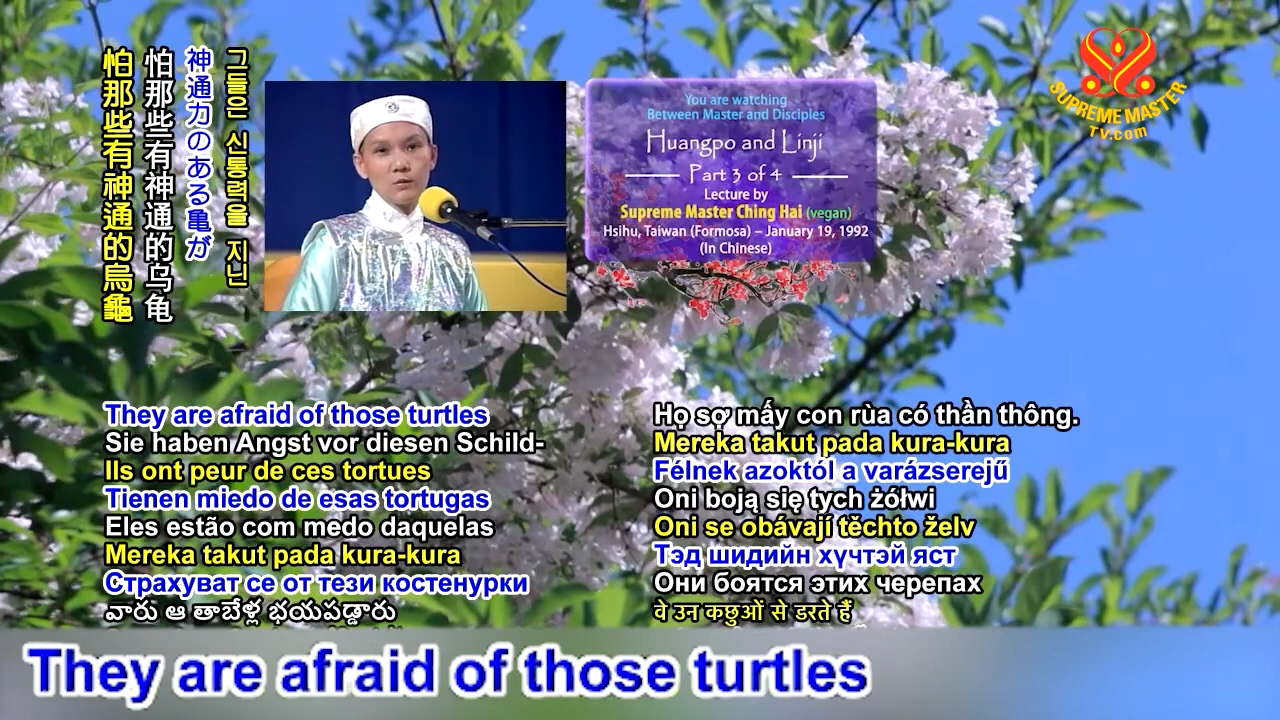 그들은 신통력을 지닌
神通力のある亀が
怕那些有神通的乌龟
怕那些有神通的烏龜
You are watching
Between Master and Disciples
Huangpo and Linji
Part 3 of 4
Lecture by
Supreme Master Ching Hai (vegan)
Hsihu, Taiwan (Formosa) – January 19, 1992
(In Chinese)
SUPREME MASTER
TV.com
They are afraid of those turtles
Sie haben Angst vor diesen Schild-
Ils ont peur de ces tortues
Tienen miedo de esas tortugas
Eles estão com medo daquelas
Mereka takut pada kura-kura
Страхуват се от тези костенурки
వారు ఆ తాబేళ్ల భయపడ్డారు
Họ sợ mấy con rùa có thần thông.
Mereka takut pada kura-kura
Félnek azoktól a varázserejű
Oni boją się tych żółwi
Oni se obávají těchto želv
Тэд шидийн хүчтэй яст
Они боятся этих черепах
वे उन कछुओं से डरते हैं
They are afraid of those turtles